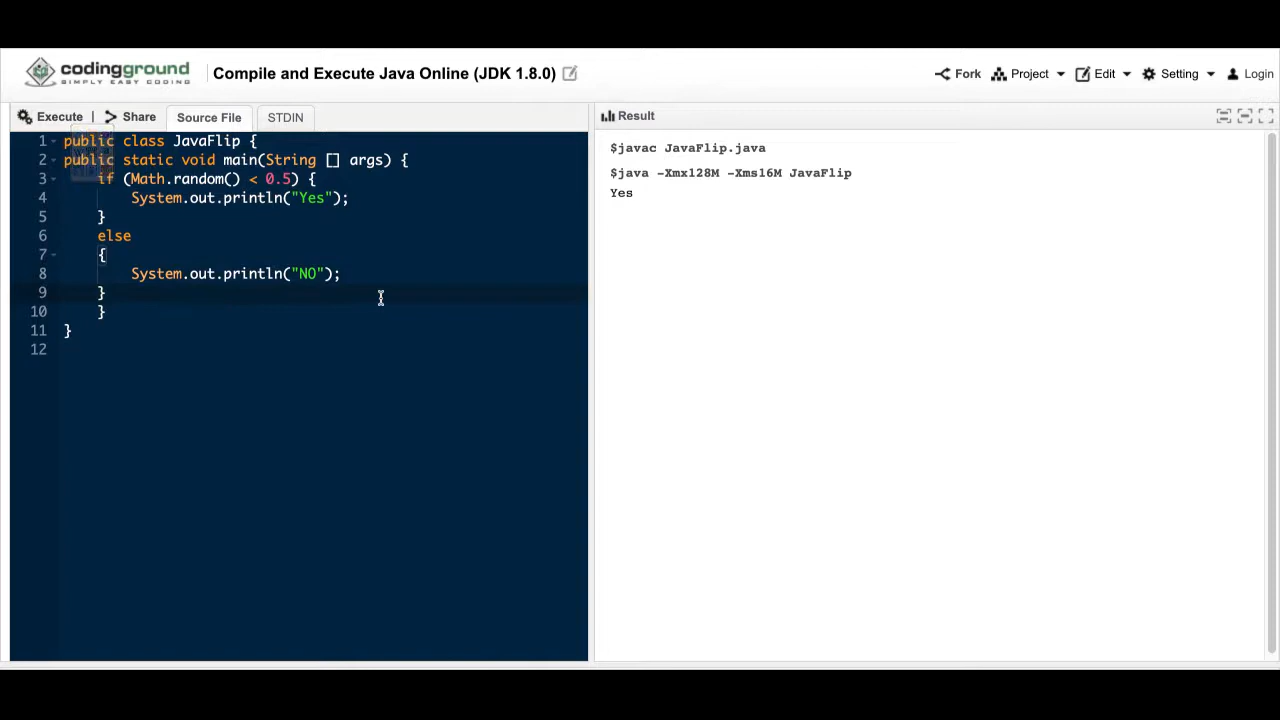 codingground
SIMPLY EASY CODING
Compile and Execute Java Online (JDK 1.8.0)
Fork
Project
Edit
Setting
Login
Execute |
Share
Source File
STDIN
Result
1 public class JavaFlip {
2 public static void main(String [] args) {
3 if (Math.random() < 0.5) {
4 System.out.println("Yes");
5 }
6 else
7 {
8 System.out.println("NO");
9 }
10 }
11 }
12
$javac JavaFlip.java
$java -Xmx128M -Xms16M JavaFlip
Yes